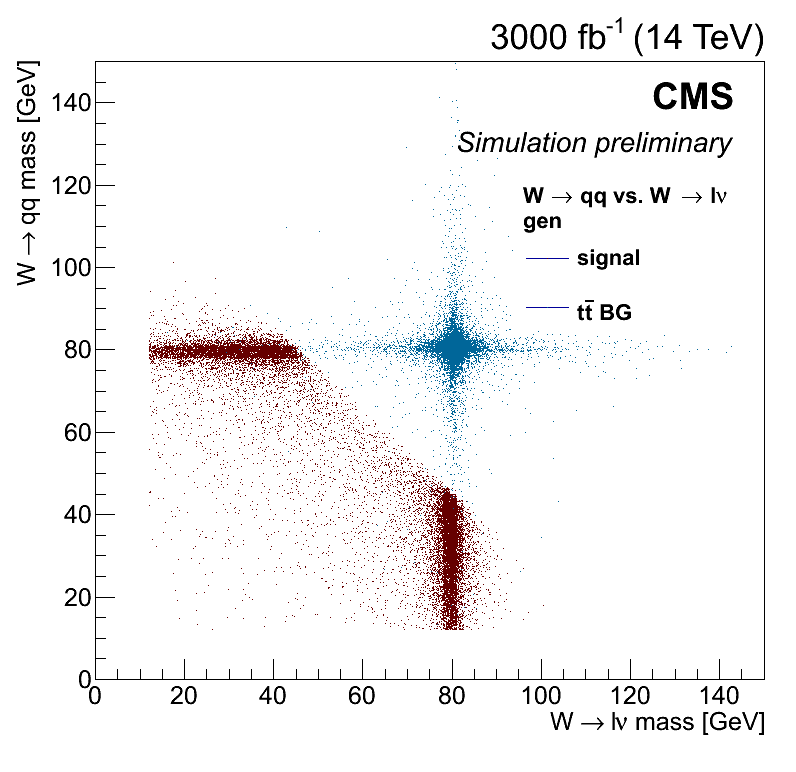 3000 fb-1 (14 TeV)
CMS
Simulation preliminary
W → qq vs. W → lν
gen
signal
tt̄ BG
W → qq mass [GeV]
140
120
100
80
60
40
20
0
0 20 40 60 80 100 120 140
W → lν mass [GeV]